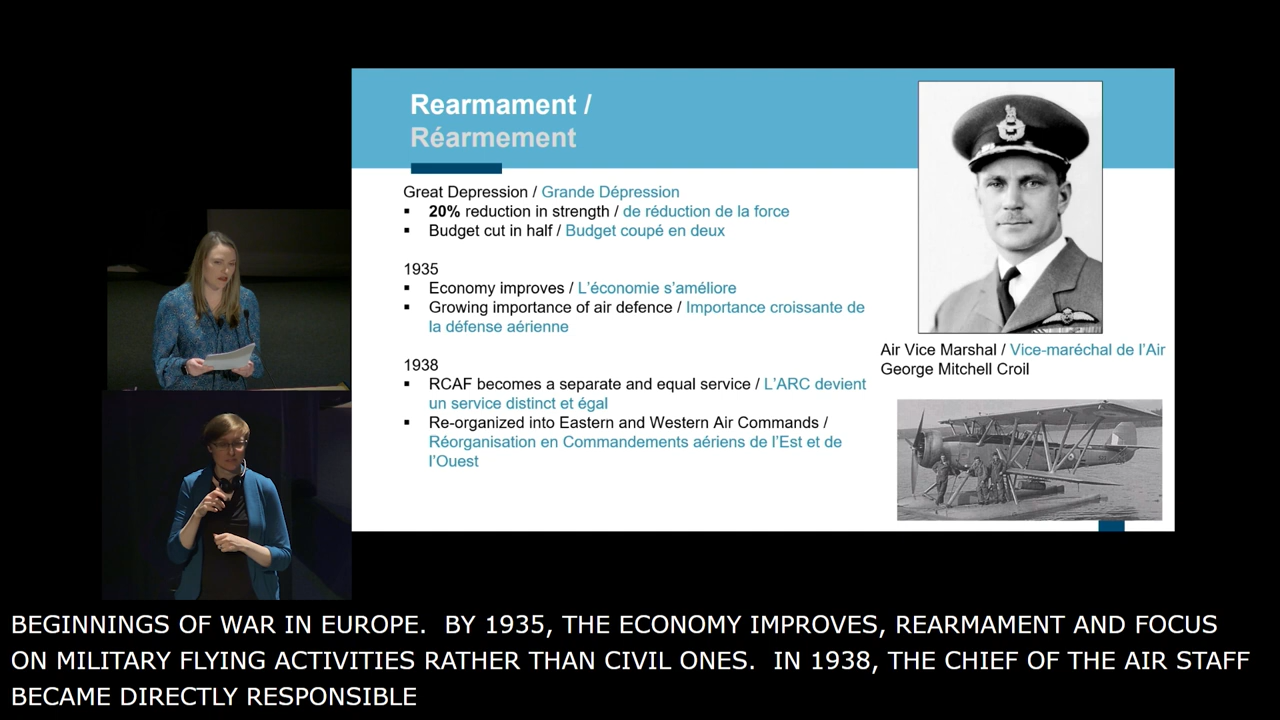 Rearmament /
Réarmement
Great Depression / Grande Dépression
▪ 20% reduction in strength / de réduction de la force
▪ Budget cut in half / Budget coupé en deux
1935
▪ Economy improves / L'économie s'améliore
▪ Growing importance of air defence / Importance croissante de
la défense aérienne
1938
▪ RCAF becomes a separate and equal service / L'ARC devient
un service distinct et égal
▪ Re-organized into Eastern and Western Air Commands /
Réorganisation en Commandements aériens de l'Est et de
l'Ouest
Air Vice Marshal / Vice-maréchal de l'Air
George Mitchell Croil
BEGINNINGS OF WAR IN EUROPE. BY 1935, THE ECONOMY IMPROVES, REARMAMENT AND FOCUS
ON MILITARY FLYING ACTIVITIES RATHER THAN CIVIL ONES. IN 1938, THE CHIEF OF THE AIR STAFF
BECAME DIRECTLY RESPONSIBLE